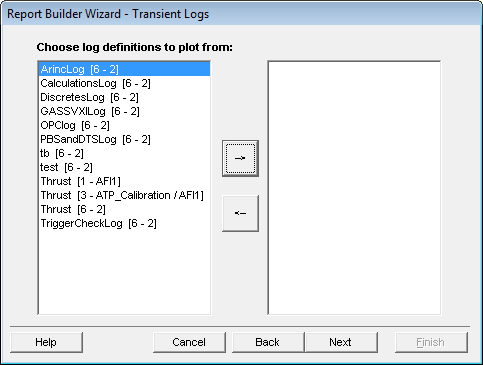 Report Builder Wizard - Transient Logs
Choose log definitions to plot from:
ArincLog [6 - 2]
CalculationsLog [6 - 2]
DiscretesLog [6 - 2]
GASSVXILog [6 - 2]
OPClog [6 - 2]
PBSandDTSLog [6 - 2]
tb [6 - 2]
test [6 - 2]
Thrust [1 - AFI1]
Thrust [3 - ATP_Calibration / AFI1]
Thrust [6 - 2]
TriggerCheckLog [6 - 2]
-->
<--
Help Cancel Back Next Finish